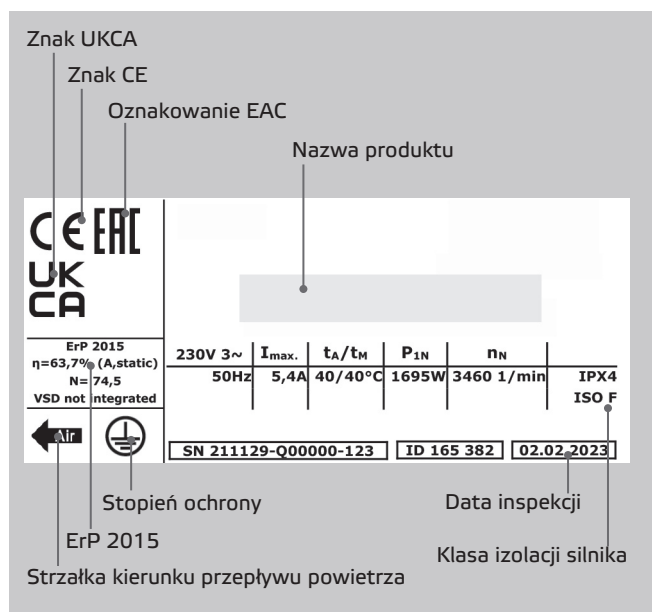 Znak UKCA
Znak CE
Oznakowanie EAC
Nazwa produktu
CE EAC
UK
CA
ErP 2015
η=63,7% (A,static)
N= 74,5
VSD not integrated
230V 3~ Imax. tA/tM P1N nN
50Hz 5,4A 40/40°C 1695W 3460 1/min IPX4
ISO F
Air
SN 211129-Q00000-123 ID 165 382 02.02.2023
Stopień ochrony Data inspekcji
ErP 2015
Klasa izolacji silnika
Strzałka kierunku przepływu powietrza